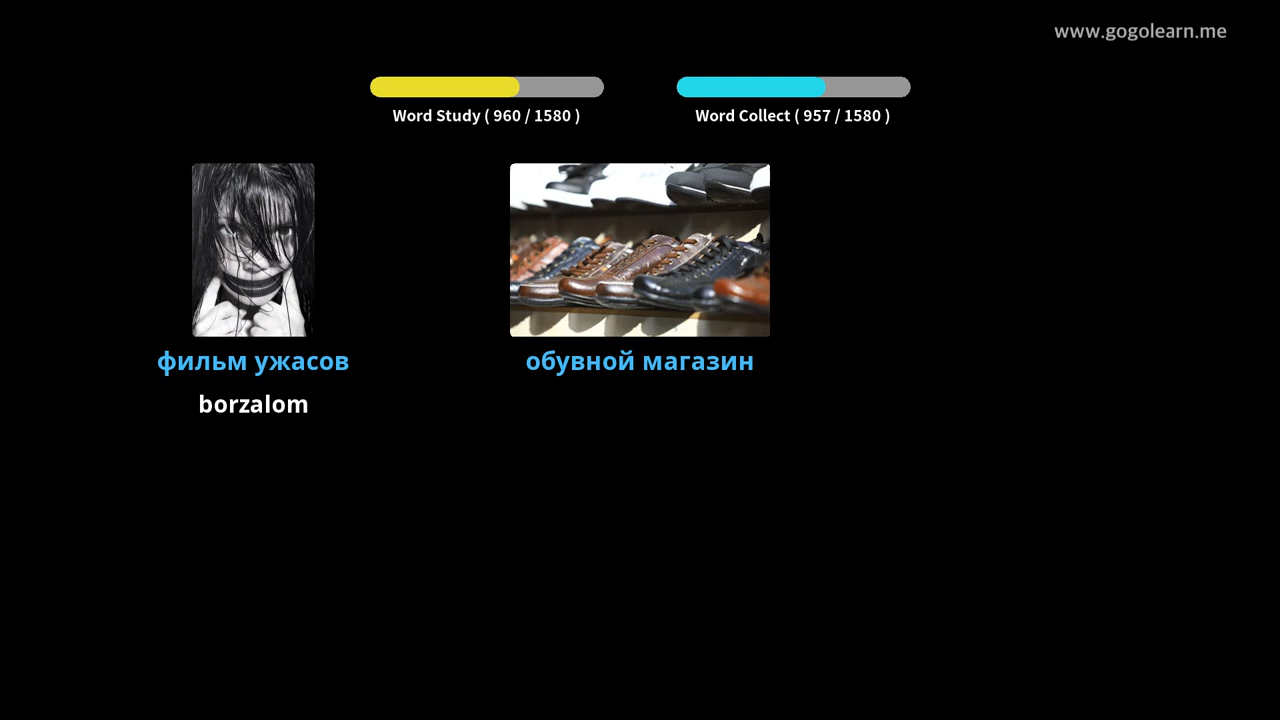 www.gogolearn.me
Word Study ( 960 / 1580 )
Word Collect ( 957 / 1580 )
фильм ужасов
borzalom
обувной магазин